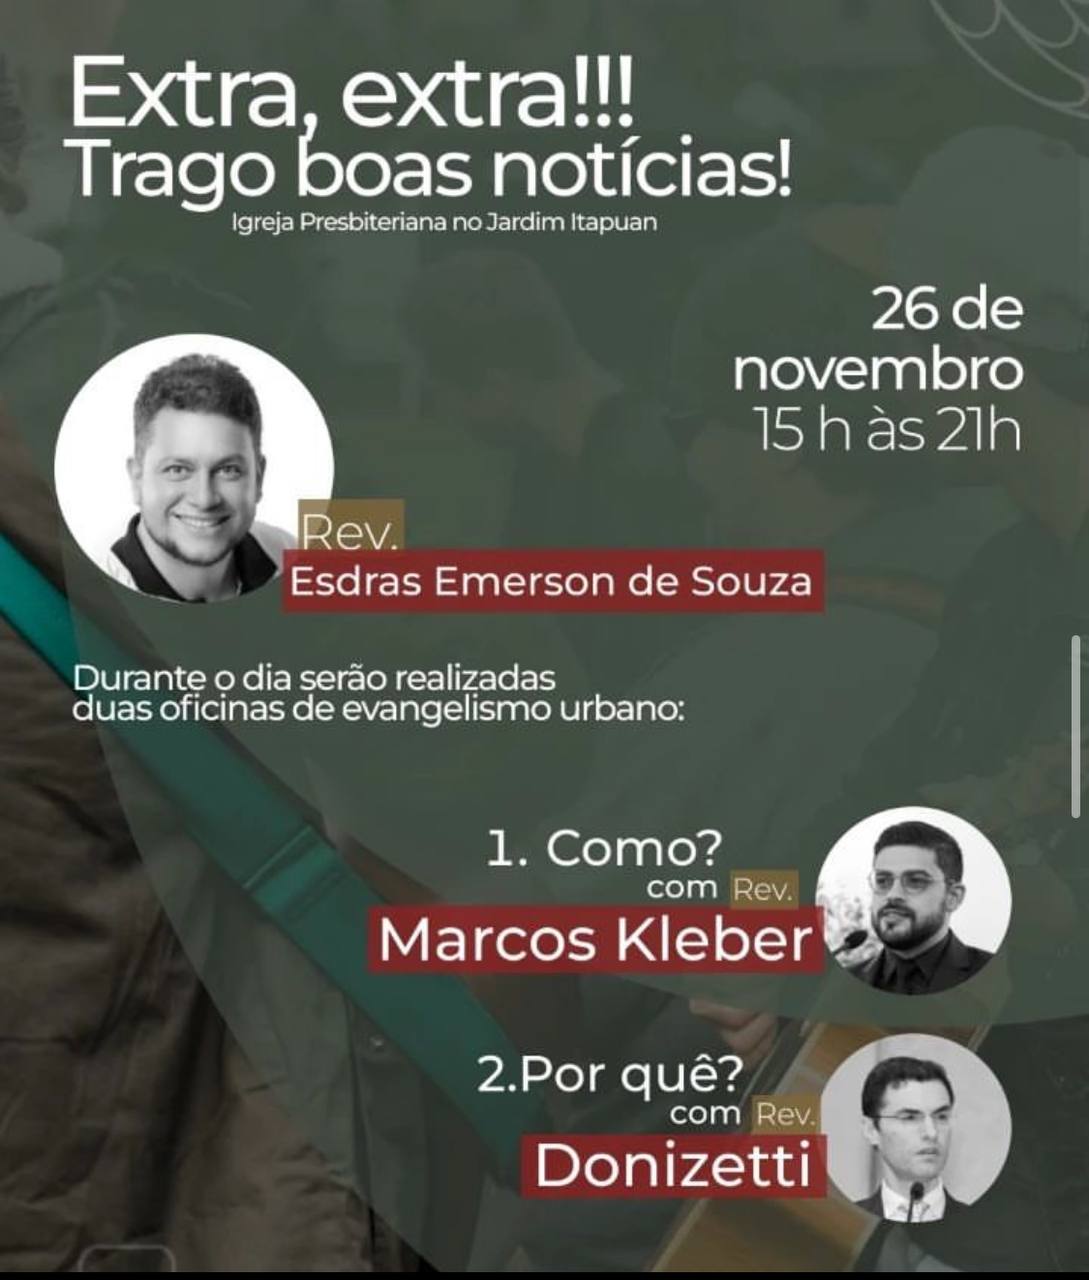 Extra, extra!!!
Trago boas notícias!
Igreja Presbiteriana no Jardim Itapuan
26 de
novembro
15 h às 21h
Rev.
Esdras Emerson de Souza
Durante o dia serão realizadas
duas oficinas de evangelismo urbano:
1. Como?
com Rev.
Marcos Kleber
2.Por quê?
com Rev.
Donizetti